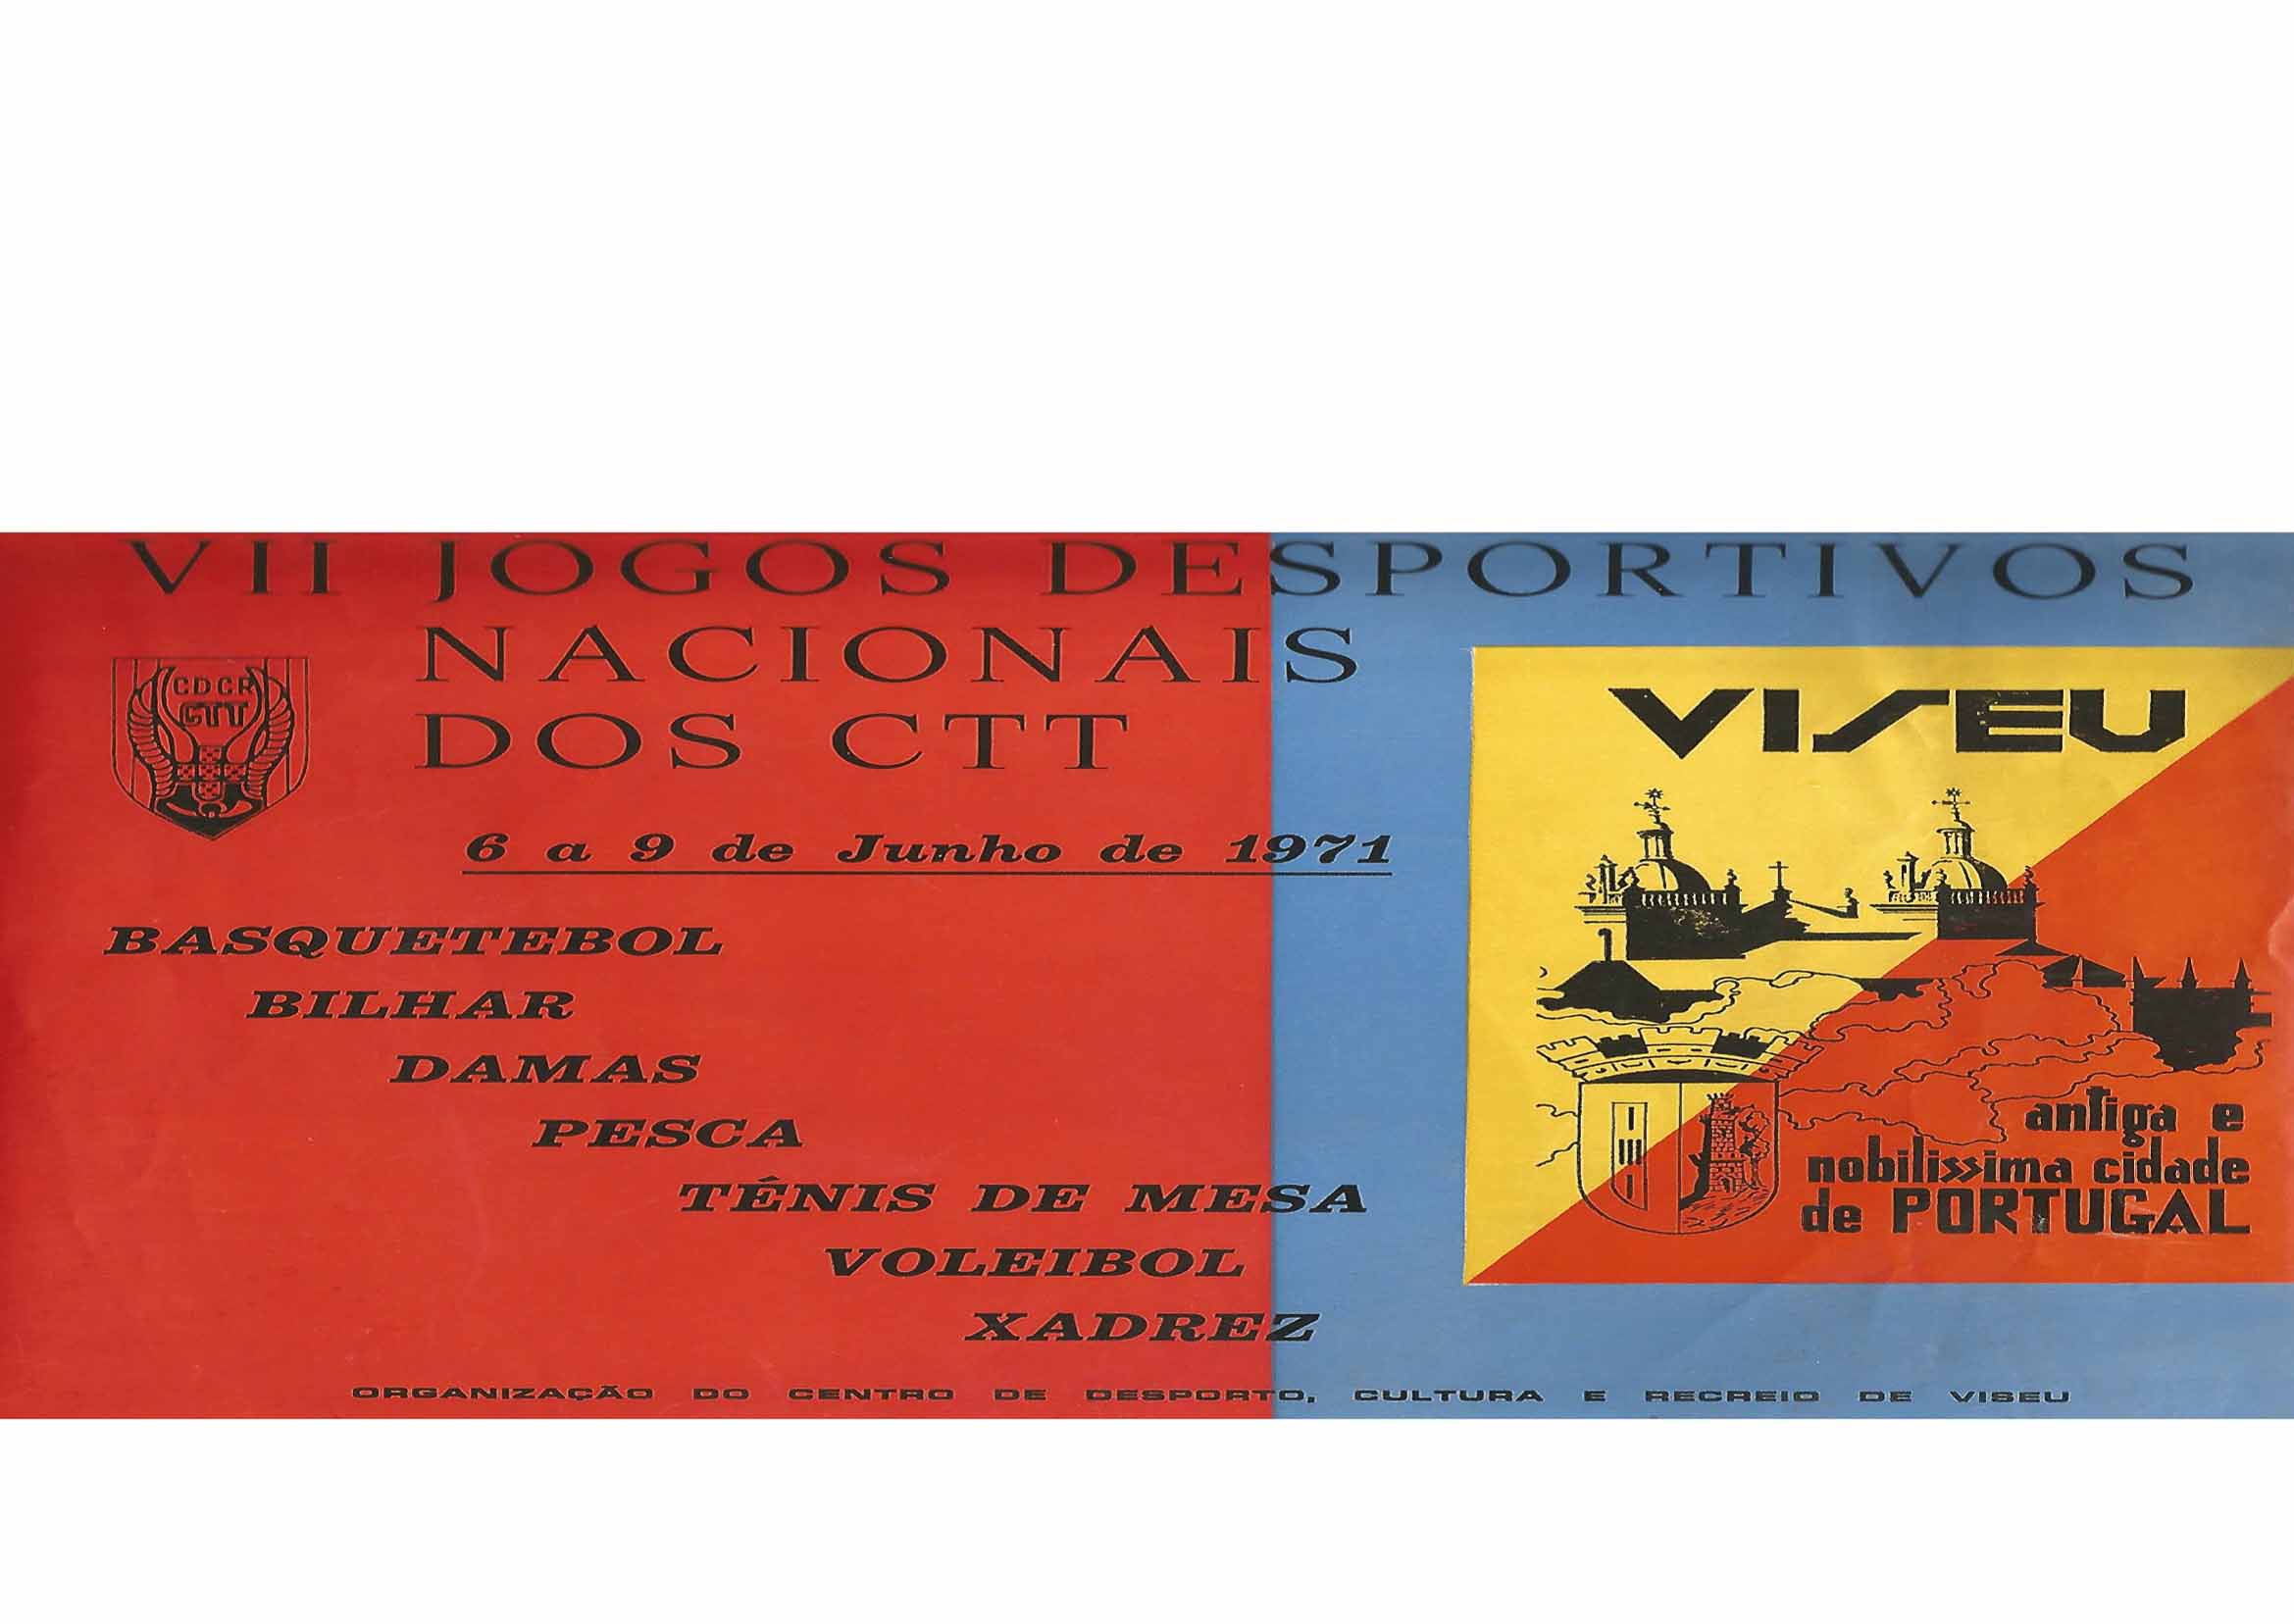 VII JOGOS DESPORTIVOS
NACIONAIS
DOS CTT
CDCR
CTT
6 a 9 de Junho de 1971
BASQUETEBOL
BILHAR
DAMAS
PESCA
TÉNIS DE MESA
VOLEIBOL
XADREZ
VISEU
antiga e
nobilissima cidade
de PORTUGAL
ORGANIZAÇÃO DO CENTRO DE DESPORTO, CULTURA E RECREIO DE VISEU